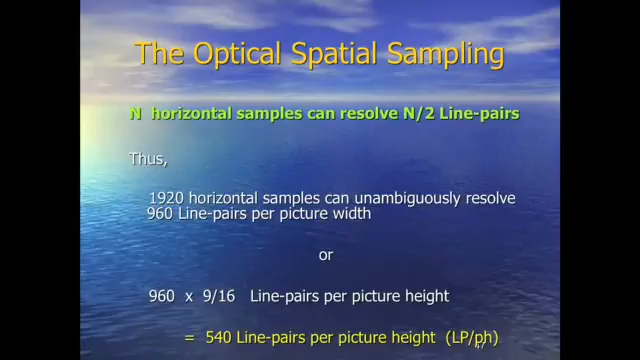 The Optical Spatial Sampling
N horizontal samples can resolve N/2 Line-pairs
Thus,
1920 horizontal samples can unambiguously resolve
960 Line-pairs per picture width
or
960 x 9/16 Line-pairs per picture height
= 540 Line-pairs per picture height (LP/ph)